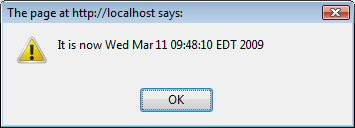 The page at http://localhost says:
It is now Wed Mar 11 09:48:10 EDT 2009
OK